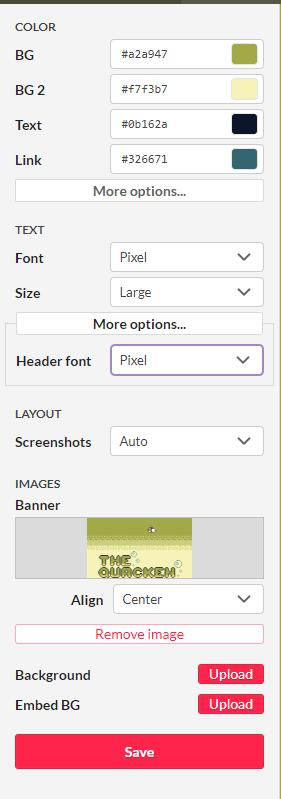 COLOR
BG #a2a947
BG 2 #f7f3b7
Text #0b162a
Link #326671
More options...
TEXT
Font Pixel
Size Large
More options...
Header font Pixel
LAYOUT
Screenshots Auto
IMAGES
Banner
THE
QUACKEN
Align Center
Remove image
Background Upload
Embed BG Upload
Save